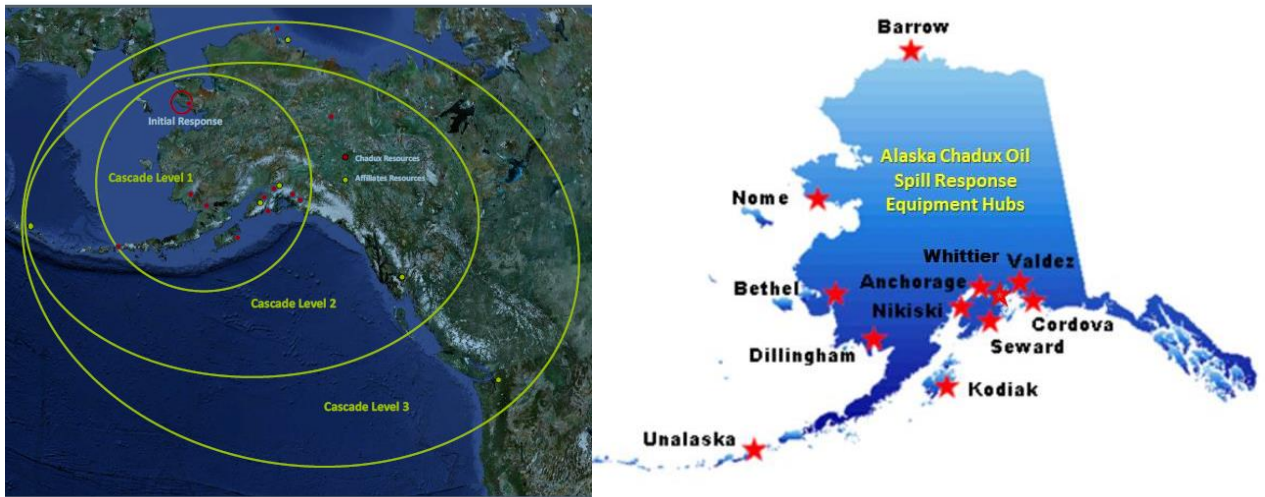 Initial Response
Chadux Resources
Cascade Level 1
Affiliates Resources
Cascade Level 2
Cascade Level 3
Barrow
Alaska Chadux Oil
Spill Response
Equipment Hubs
Nome
Whittier
Valdez
Bethel
Anchorage
Nikiski
Cordova
Dillingham
Seward
Kodiak
Unalaska